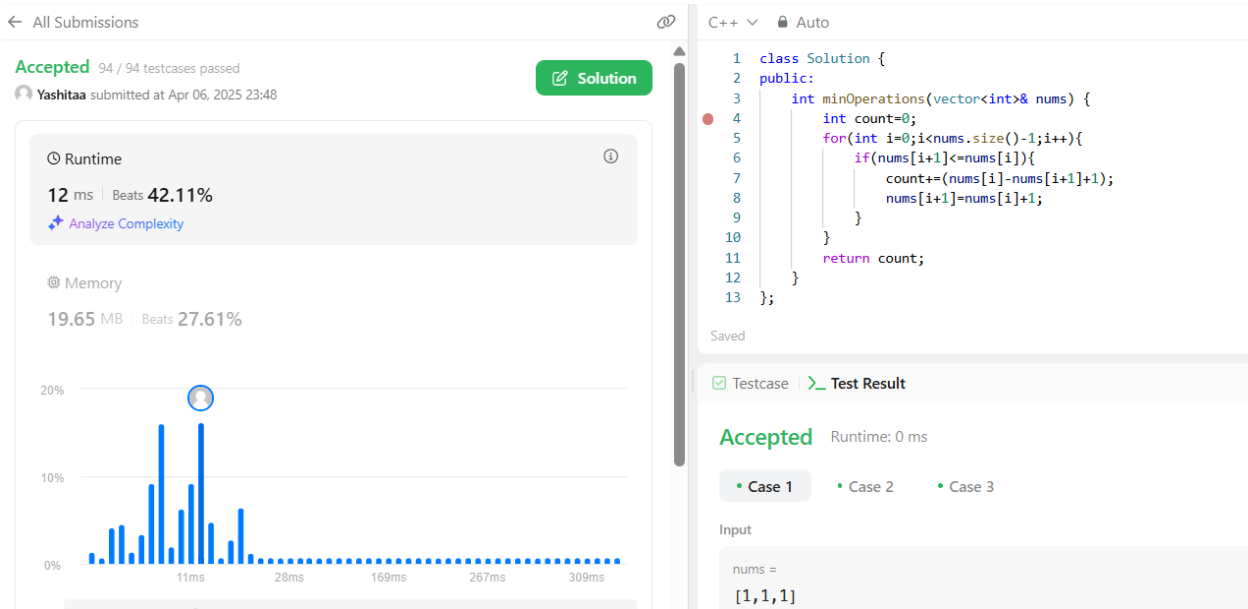 All Submissions
Accepted 94 / 94 testcases passed
Yashitaa submitted at Apr 06, 2025 23:48
Solution
Runtime
12 ms Beats 42.11%
Analyze Complexity
Memory
19.65 MB Beats 27.61%
20%
10%
0%
11ms 28ms 169ms 267ms 309ms
C++ Auto
1 class Solution {
2 public:
3     int minOperations(vector<int>& nums) {
4         int count=0;
5         for(int i=0;i<nums.size()-1;i++){
6             if(nums[i+1]<=nums[i]){
7                 count+=(nums[i]-nums[i+1]+1);
8                 nums[i+1]=nums[i]+1;
9             }
10         }
11         return count;
12     }
13 };
Saved
Testcase Test Result
Accepted Runtime: 0 ms
Case 1 Case 2 Case 3
Input
nums =
[1,1,1]